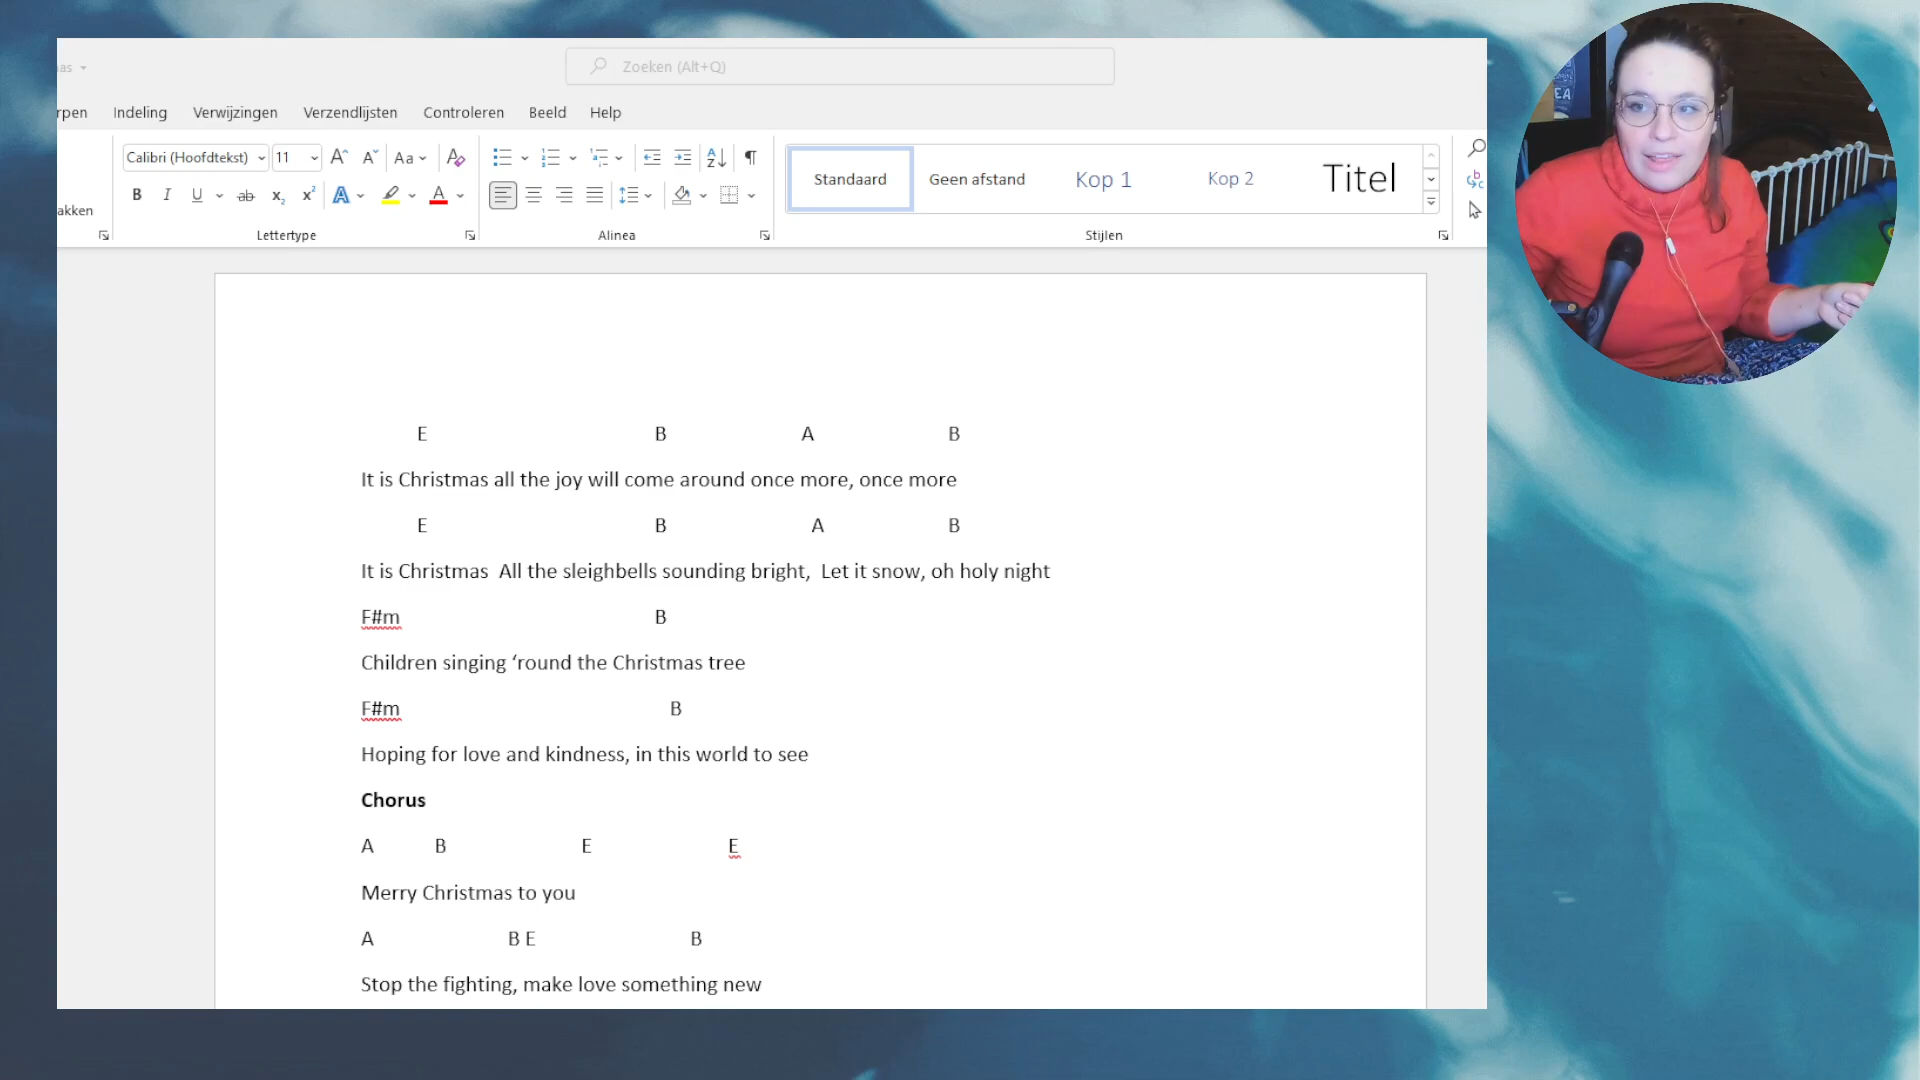 as
Zoeken (Alt+Q)
rpen Indeling Verwijzingen Verzendlijsten Controleren Beeld Help
Calibri (Hoofdtekst) 11 Aa
Standaard Geen afstand Kop 1 Kop 2 Titel
akken
Lettertype Alinea Stijlen
E B A B
It is Christmas all the joy will come around once more, once more
E B A B
It is Christmas All the sleighbells sounding bright, Let it snow, oh holy night
F#m B
Children singing ‘round the Christmas tree
F#m B
Hoping for love and kindness, in this world to see
Chorus
A B E E
Merry Christmas to you
A B E B
Stop the fighting, make love something new